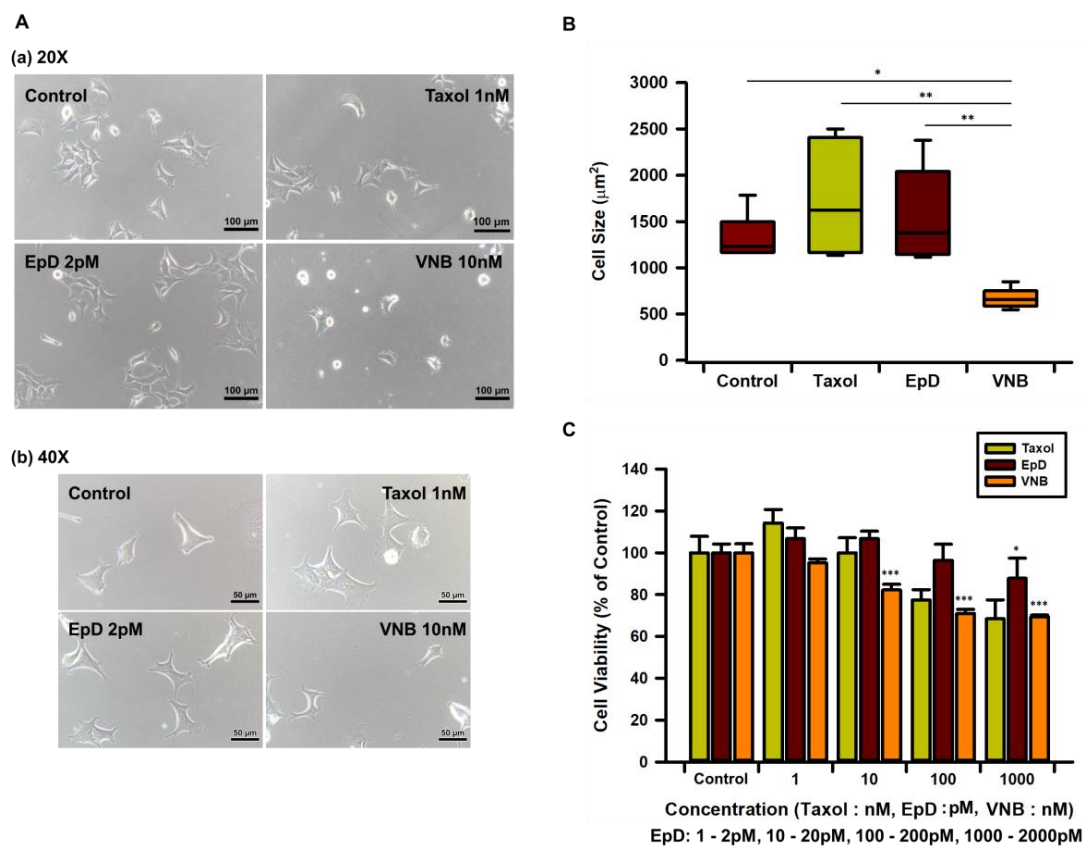 A
(a) 20X
Control
Taxol 1nM
100 µm
100 µm
EpD 2pM
VNB 10nM
100 µm
100 µm
(b) 40X
Control
Taxol 1nM
50 µm
50 µm
EpD 2pM
VNB 10nM
50 µm
50 µm
B
3000
2500
2000
1500
1000
500
0
Cell Size (µm²)
*
**
**
Control Taxol EpD VNB
C
Taxol
EpD
VNB
140
120
100
80
60
40
20
0
Cell Viability (% of Control)
***
***
*
***
Control 1 10 100 1000
Concentration (Taxol : nM, EpD : pM, VNB : nM)
EpD: 1 - 2pM, 10 - 20pM, 100 - 200pM, 1000 - 2000pM